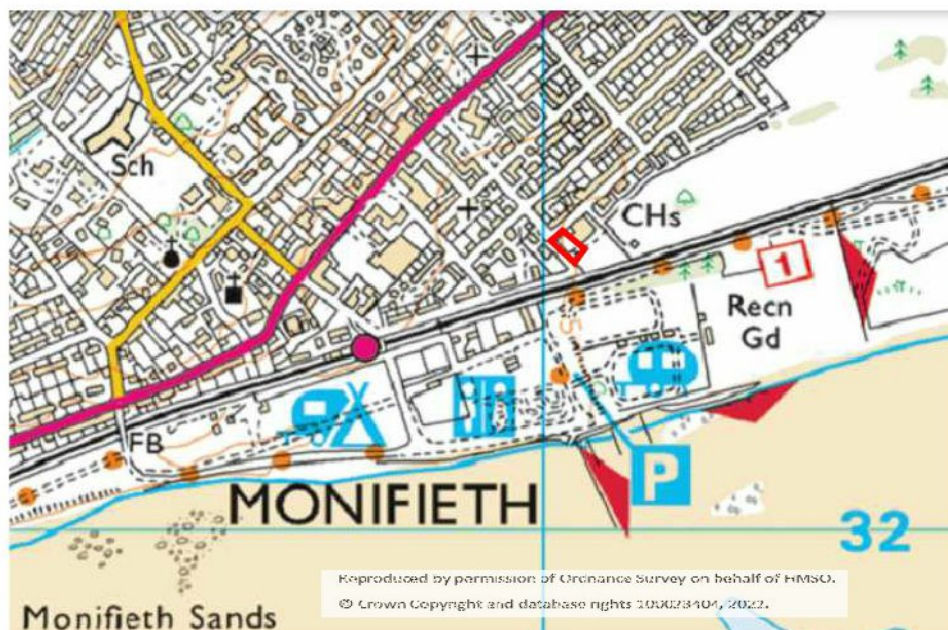 Sch
CHs
1
Recn
Gd
FB
P
MONIFIETH
32
Reproduced by permission of Ordnance Survey on behalf of HMSO.
© Crown Copyright and database rights 100023404, 2022.
Monifieth Sands